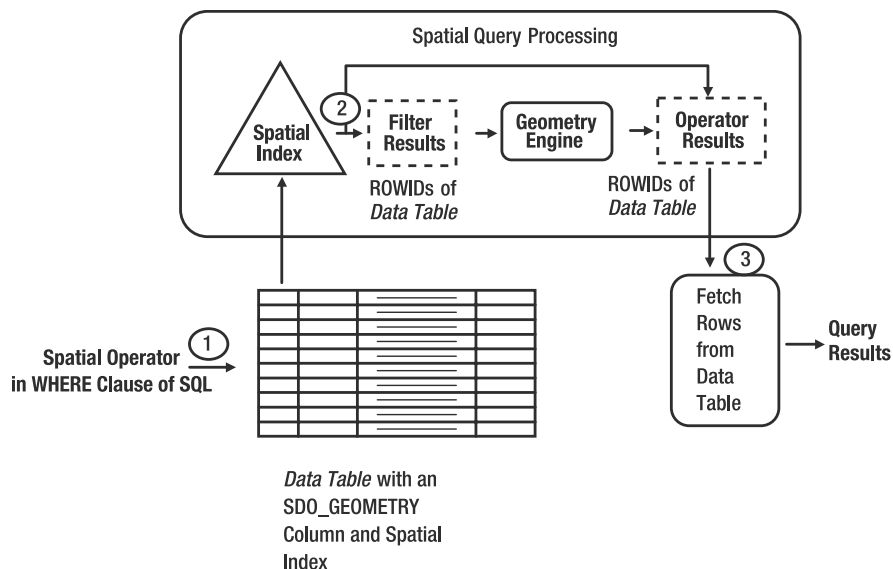 Spatial Query Processing
2
Spatial
Index
Filter
Results
Geometry
Engine
Operator
Results
ROWIDs of
Data Table
ROWIDs of
Data Table
1
Spatial Operator
in WHERE Clause of SQL
3
Fetch
Rows
from
Data
Table
Query
Results
Data Table with an
SDO_GEOMETRY
Column and Spatial
Index